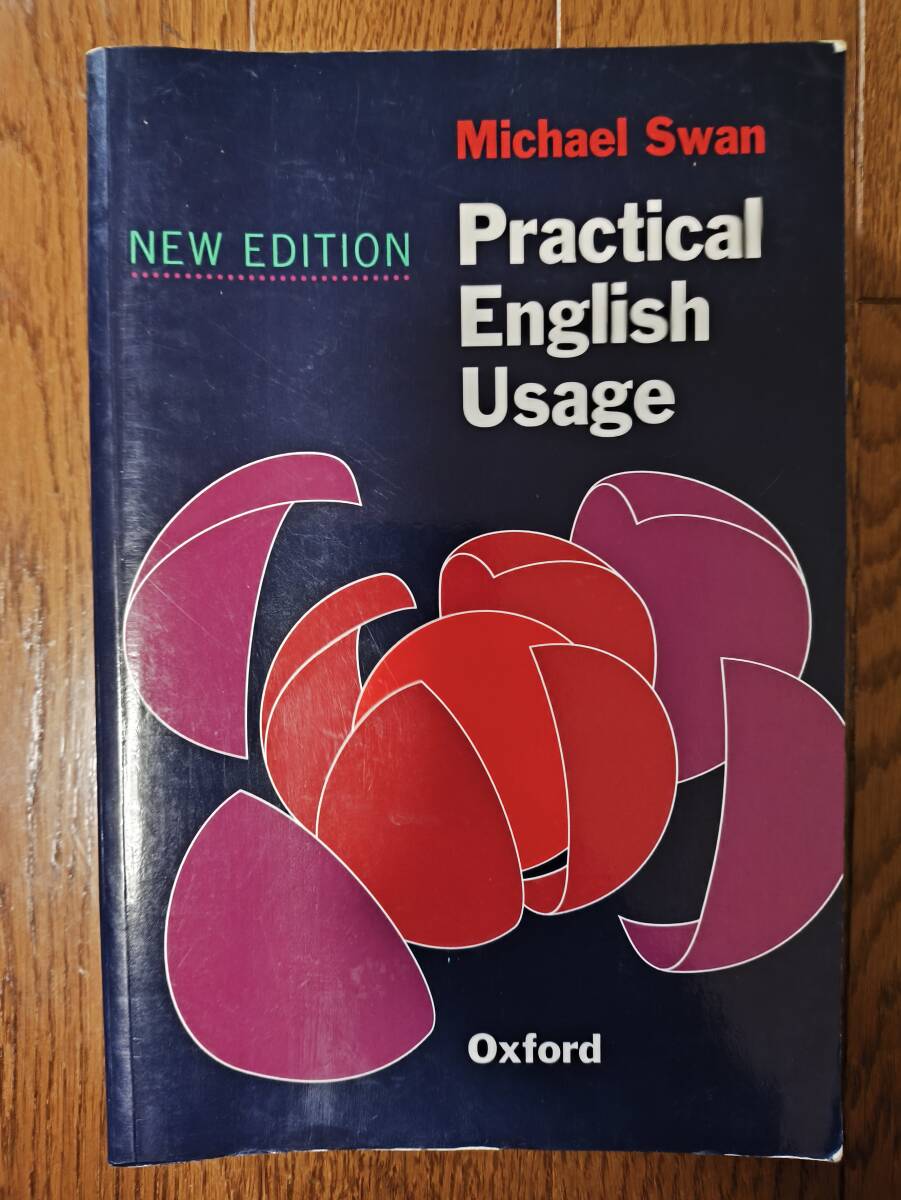 Michael Swan
NEW EDITION
Practical
English
Usage
Oxford